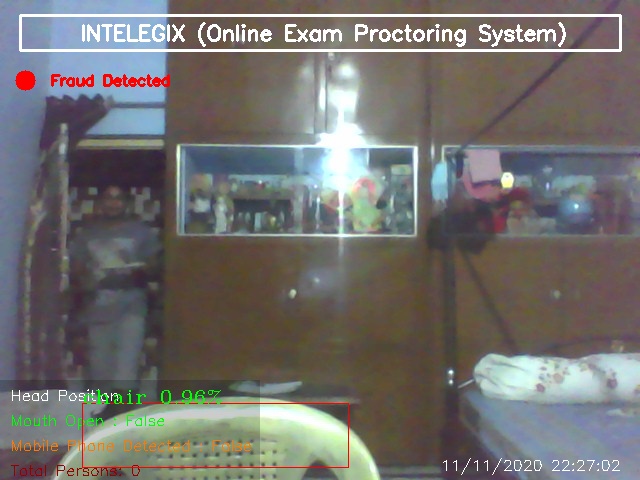 INTELEGIX (Online Exam Proctoring System)
Fraud Detected
Head Position
chair 0.96%
Mouth Open : False
Mobile Phone Detected: False
Total Persons: 0
11/11/2020 22:27:02